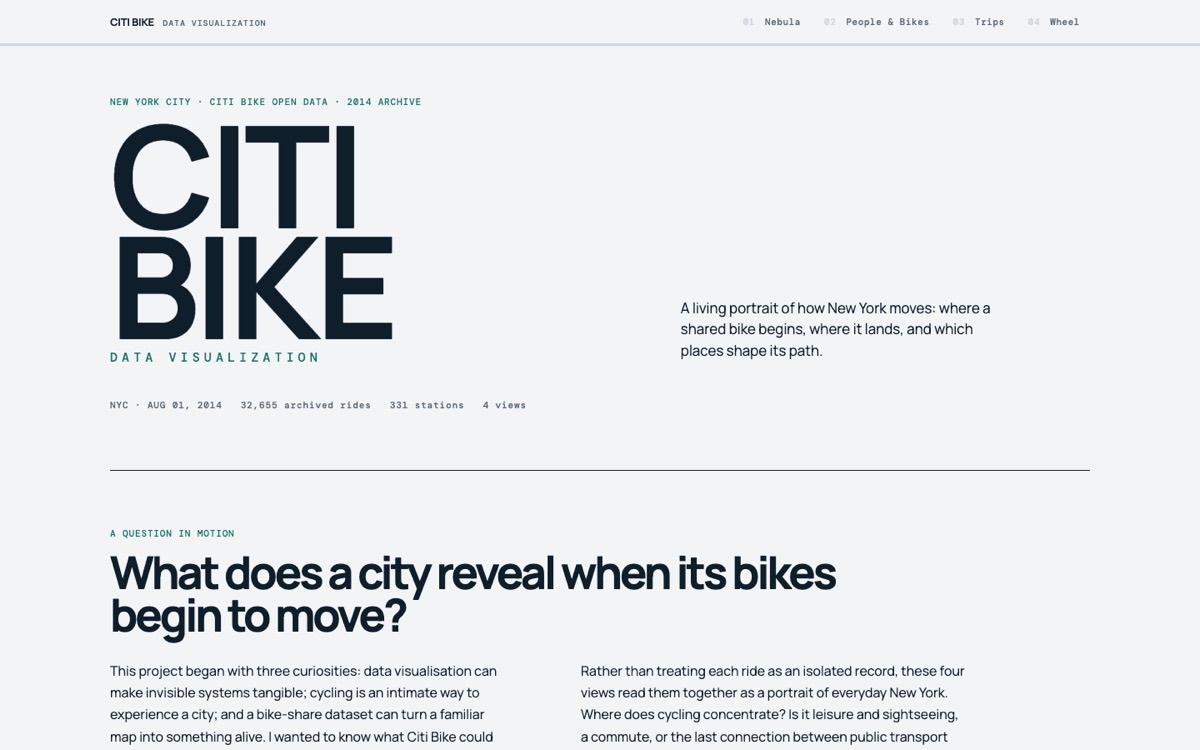 CITI BIKE DATA VISUALIZATION
01 Nebula 02 People & Bikes 03 Trips 04 Wheel
NEW YORK CITY · CITI BIKE OPEN DATA · 2014 ARCHIVE
CITI
BIKE
DATA VISUALIZATION
A living portrait of how New York moves: where a
shared bike begins, where it lands, and which
places shape its path.
NYC · AUG 01, 2014 32,655 archived rides 331 stations 4 views
A QUESTION IN MOTION
What does a city reveal when its bikes
begin to move?
This project began with three curiosities: data visualisation can
make invisible systems tangible; cycling is an intimate way to
experience a city; and a bike-share dataset can turn a familiar
map into something alive. I wanted to know what Citi Bike could
Rather than treating each ride as an isolated record, these four
views read them together as a portrait of everyday New York.
Where does cycling concentrate? Is it leisure and sightseeing,
a commute, or the last connection between public transport